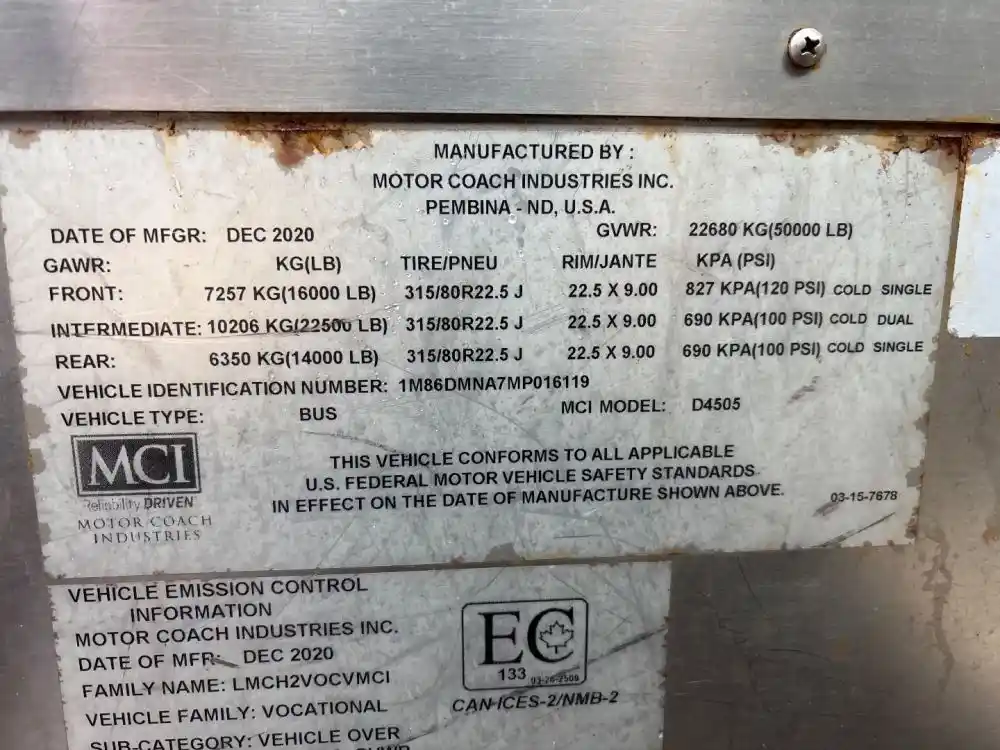 MANUFACTURED BY :
MOTOR COACH INDUSTRIES INC.
PEMBINA - ND, U.S.A.
DATE OF MFGR: DEC 2020 GVWR: 22680 KG(50000 LB)
GAWR: KG(LB) TIRE/PNEU RIM/JANTE KPA (PSI)
FRONT: 7257 KG(16000 LB) 315/80R22.5 J 22.5 X 9.00 827 KPA(120 PSI) COLD SINGLE
INTERMEDIATE: 10206 KG(22500 LB) 315/80R22.5 J 22.5 X 9.00 690 KPA(100 PSI) COLD DUAL
REAR: 6350 KG(14000 LB) 315/80R22.5 J 22.5 X 9.00 690 KPA(100 PSI) COLD SINGLE
VEHICLE IDENTIFICATION NUMBER: 1M86DMNA7MP016119
VEHICLE TYPE: BUS MCI MODEL: D4505
MCI
Reliability DRIVEN
MOTOR COACH
INDUSTRIES
THIS VEHICLE CONFORMS TO ALL APPLICABLE
U.S. FEDERAL MOTOR VEHICLE SAFETY STANDARDS
IN EFFECT ON THE DATE OF MANUFACTURE SHOWN ABOVE.
03-15-7678
VEHICLE EMISSION CONTROL
INFORMATION
MOTOR COACH INDUSTRIES INC.
DATE OF MFR: DEC 2020
FAMILY NAME: LMCH2VOCVMCI
VEHICLE FAMILY: VOCATIONAL
SUB-CATEGORY: VEHICLE OVER
EC
133
CAN-ICES-2/NMB-2